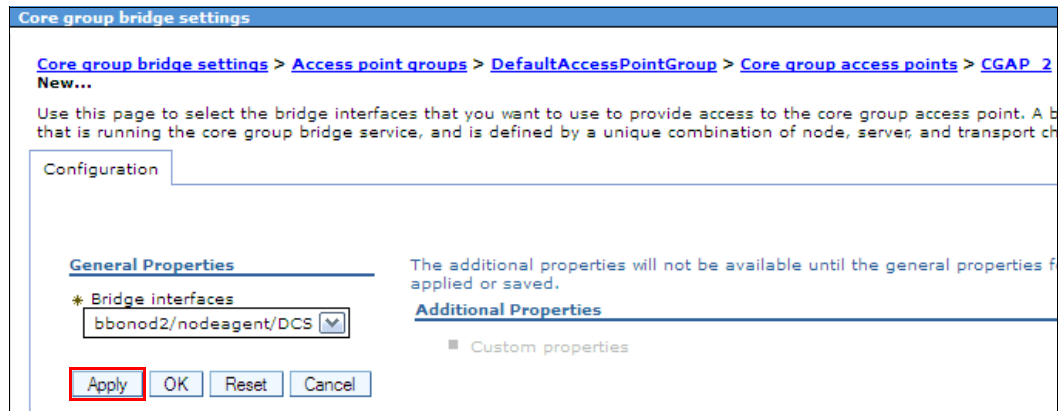 Core group bridge settings
Core group bridge settings > Access point groups > DefaultAccessPointGroup > Core group access points > CGAP_2
New...
Use this page to select the bridge interfaces that you want to use to provide access to the core group access point. A b
that is running the core group bridge service, and is defined by a unique combination of node, server, and transport ch
Configuration
General Properties
* Bridge interfaces
bbonod2/nodeagent/DCS
The additional properties will not be available until the general properties f
applied or saved.
Additional Properties
Custom properties
Apply OK Reset Cancel